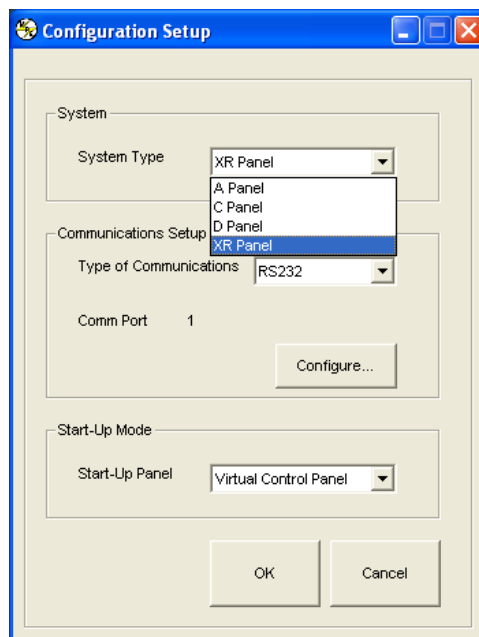 Configuration Setup
System
System Type XR Panel
A Panel
C Panel
D Panel
XR Panel
Communications Setup
Type of Communications RS232
Comm Port 1
Configure...
Start-Up Mode
Start-Up Panel Virtual Control Panel
OK Cancel